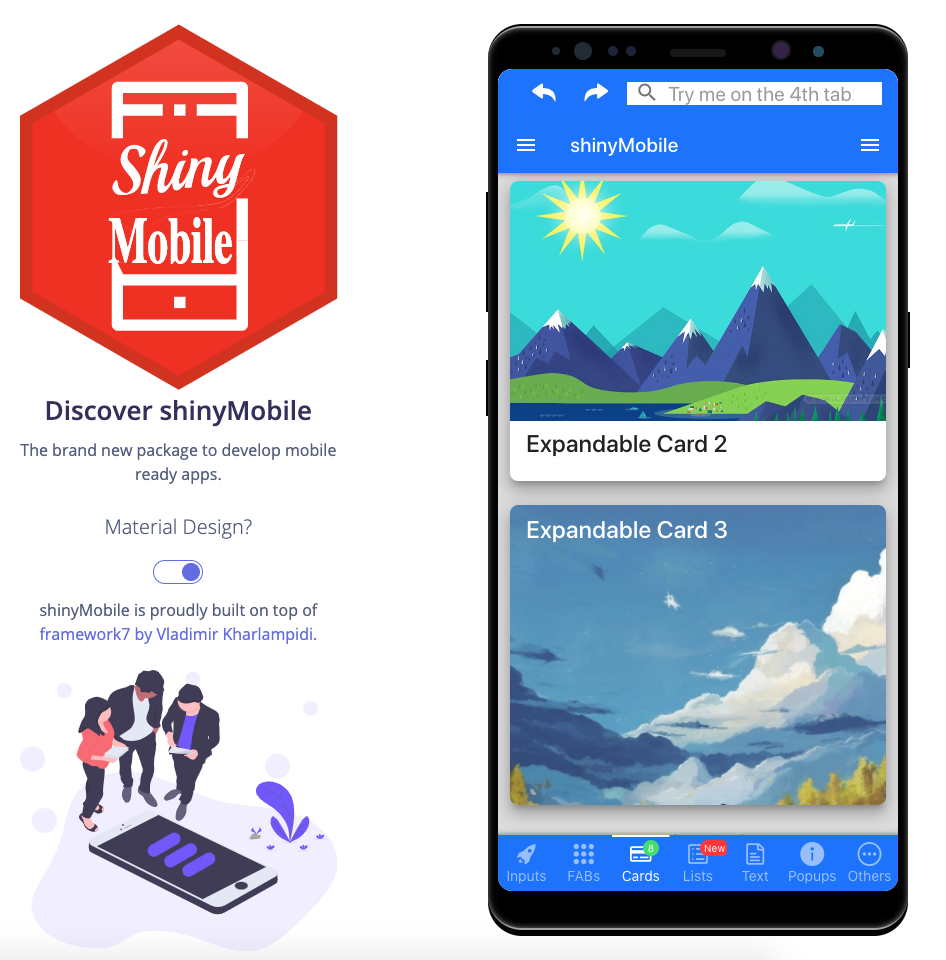 Shiny
Mobile
Discover shinyMobile
The brand new package to develop mobile
ready apps.
Material Design?
shinyMobile is proudly built on top of
framework7 by Vladimir Kharlampidi.
Try me on the 4th tab
shinyMobile
Expandable Card 2
Expandable Card 3
8
New
Inputs FABs Cards Lists Text Popups Others